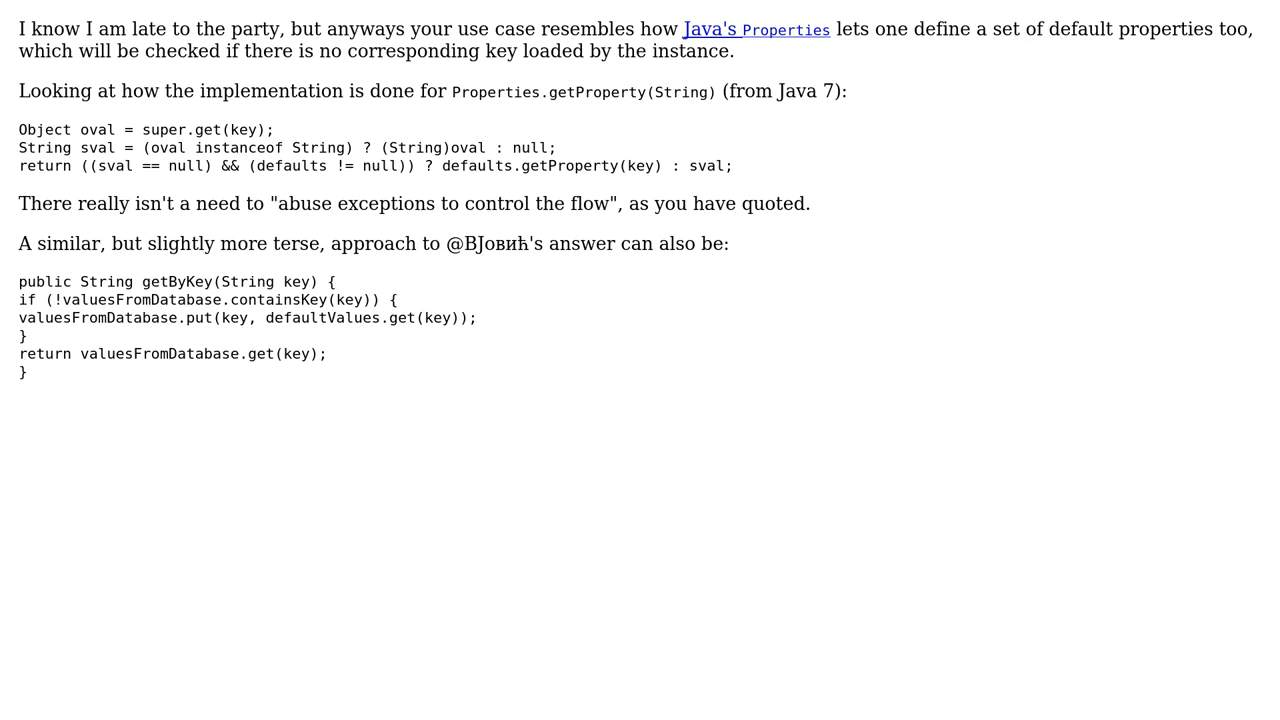 I know I am late to the party, but anyways your use case resembles how Java's Properties lets one define a set of default properties too,
which will be checked if there is no corresponding key loaded by the instance.
Looking at how the implementation is done for Properties.getProperty(String) (from Java 7):
Object oval = super.get(key);
String sval = (oval instanceof String) ? (String)oval : null;
return ((sval == null) && (defaults != null)) ? defaults.getProperty(key) : sval;
There really isn't a need to "abuse exceptions to control the flow", as you have quoted.
A similar, but slightly more terse, approach to @BЈовић's answer can also be:
public String getByKey(String key) {
if (!valuesFromDatabase.containsKey(key)) {
valuesFromDatabase.put(key, defaultValues.get(key));
}
return valuesFromDatabase.get(key);
}